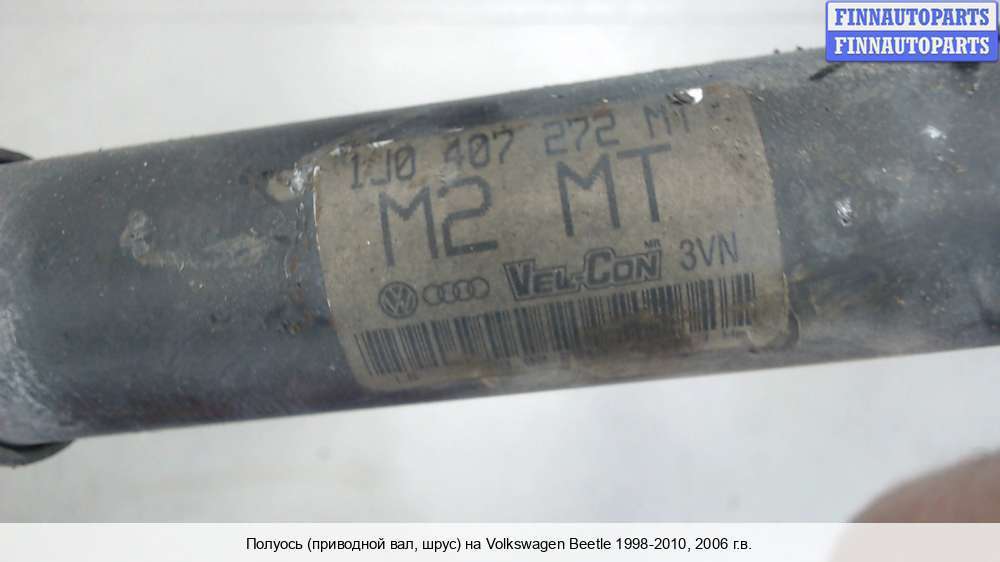 FINNAUTOPARTS
FINNAUTOPARTS
1J0 407 272 MT
M2 MT
VEL-CON MR 3VN
Полуось (приводной вал, шрус) на Volkswagen Beetle 1998-2010, 2006 г.в.